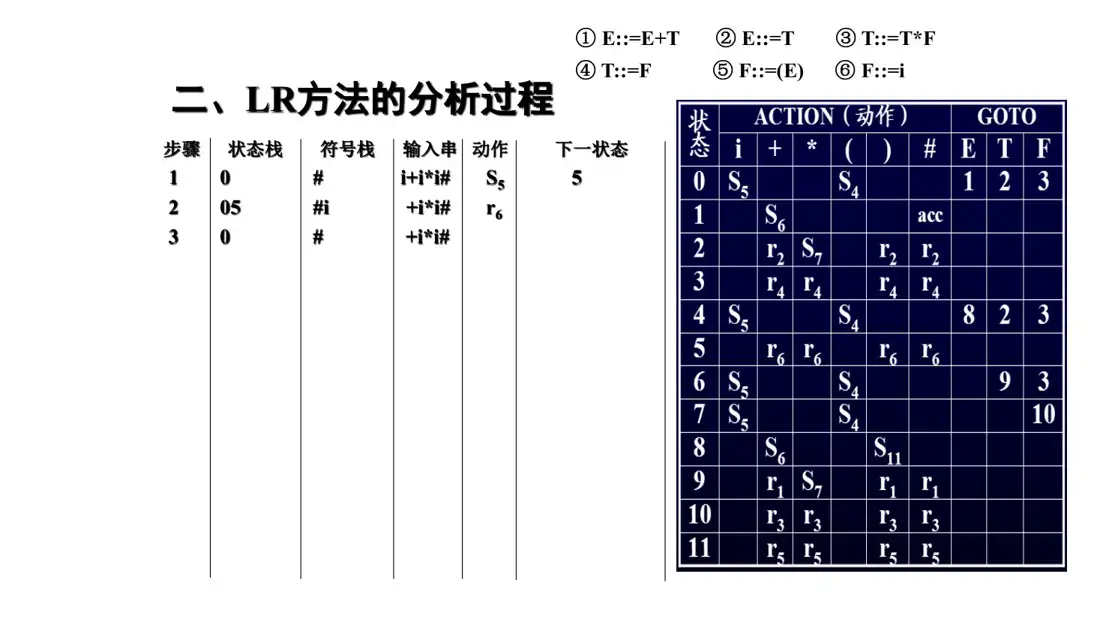 ① E::=E+T ② E::=T ③ T::=T*F
④ T::=F ⑤ F::=(E) ⑥ F::=i
二、LR方法的分析过程
步骤 状态栈 符号栈 输入串 动作 下一状态
1 0 # i+i*i# S5 5
2 05 #i +i*i# r6
3 0 # +i*i#
状态 ACTION（动作） GOTO
i + * ( ) # E T F
0 S5 S4 1 2 3
1 S6 acc
2 r2 S7 r2 r2
3 r4 r4 r4 r4
4 S5 S4 8 2 3
5 r6 r6 r6 r6
6 S5 S4 9 3
7 S5 S4 10
8 S6 S11
9 r1 S7 r1 r1
10 r3 r3 r3 r3
11 r5 r5 r5 r5